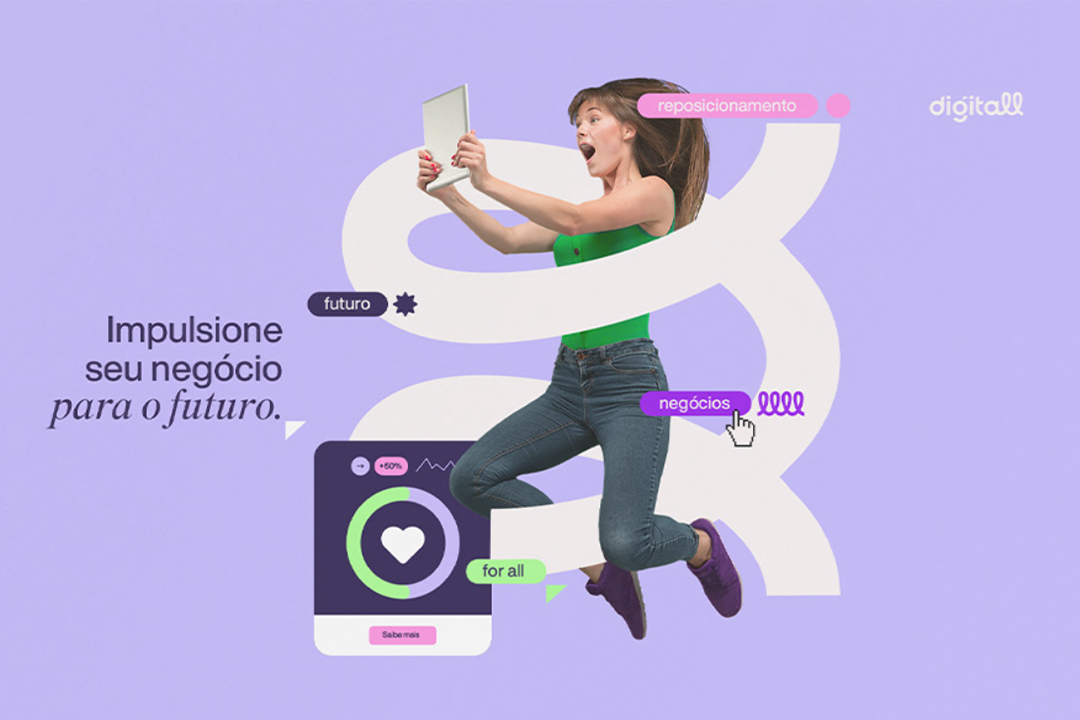 reposicionamento
digitall
futuro
Impulsione
seu negócio
para o futuro.
negócios
+60%
for all
Saiba mais